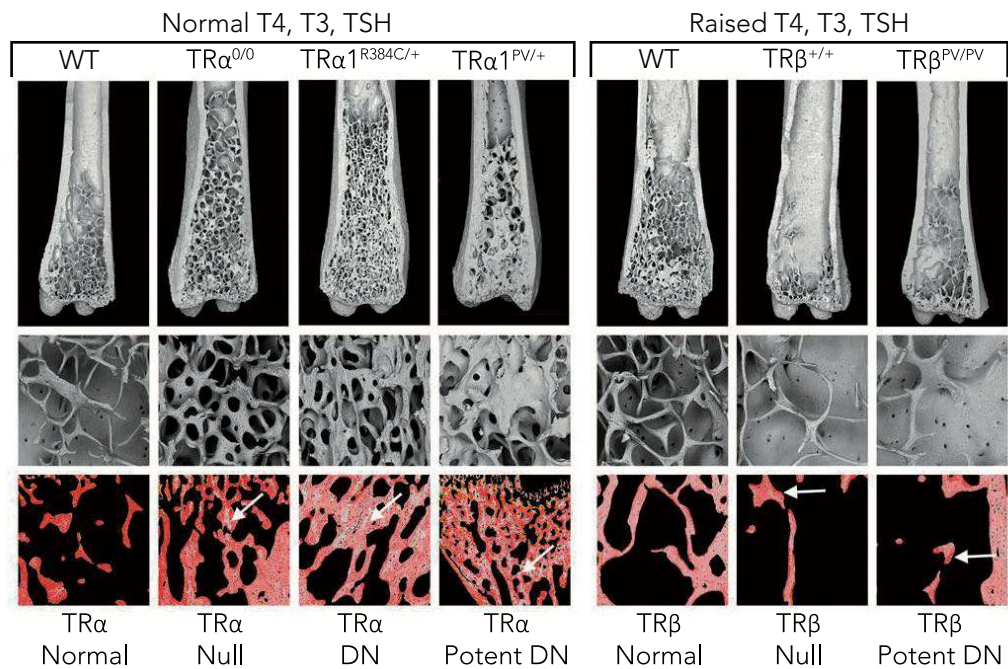 Normal T4, T3, TSH
Raised T4, T3, TSH
WT
TRα0/0
TRα1R384C/+
TRα1PV/+
WT
TRβ+/+
TRβPV/PV
TRα
Normal
TRα
Null
TRα
DN
TRα
Potent DN
TRβ
Normal
TRβ
Null
TRβ
Potent DN